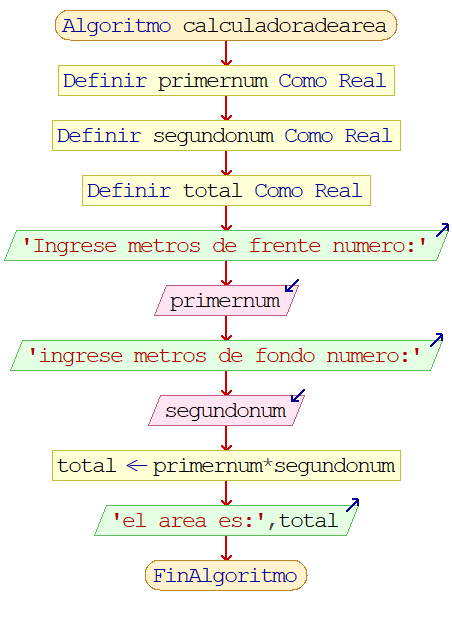 Algoritmo calculadoradearea
Definir primernum Como Real
Definir segundonum Como Real
Definir total Como Real
'Ingrese metros de frente numero:'
primernum
'ingrese metros de fondo numero:'
segundonum
total ← primernum*segundonum
'el area es:',total
FinAlgoritmo